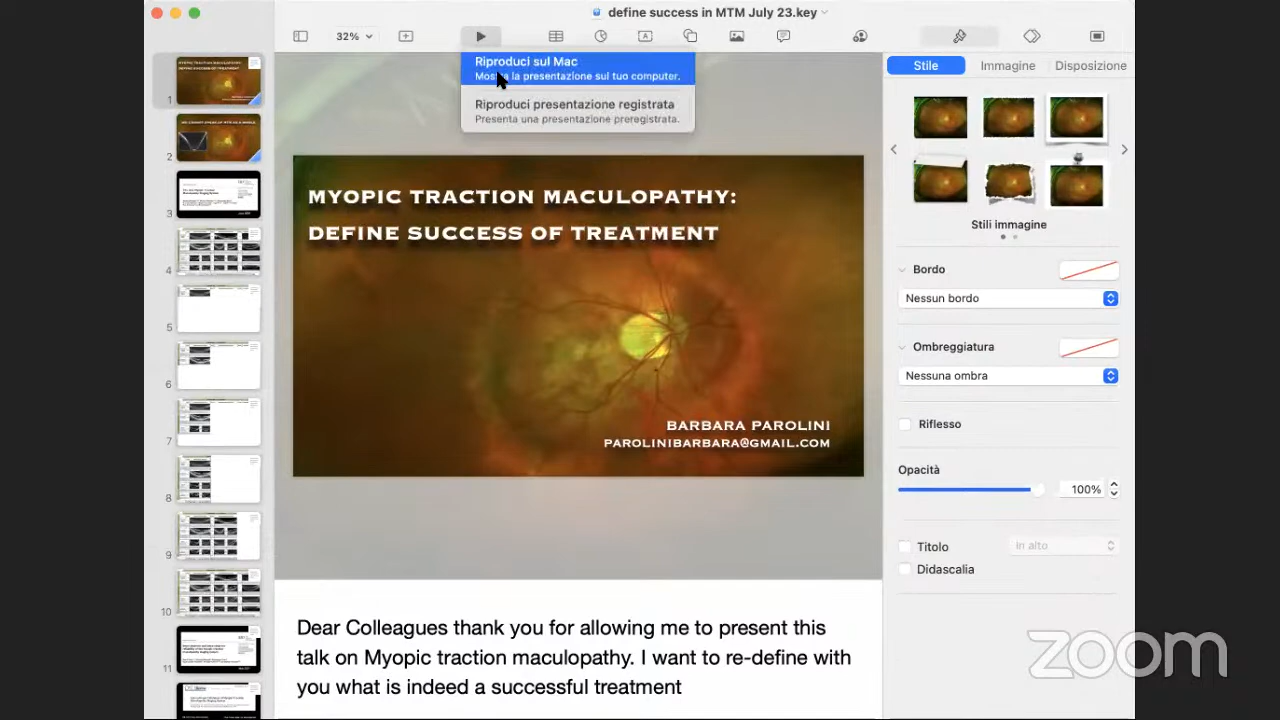 define success in MTM July 23.key
32%
Riproduci sul Mac
Mostra la presentazione sul tuo computer.
Riproduci presentazione registrata
Presenta una presentazione preregistrata.
Stile
Immagine
Disposizione
1
2
3
4
5
6
7
8
9
10
11
MYOPIC TRACTION MACULOPATHY:
DEFINE SUCCESS OF TREATMENT
BARBARA PAROLINI
PAROLINIBARBARA@GMAIL.COM
Stili immagine
Bordo
Nessun bordo
Ombreggiatura
Nessuna ombra
Riflesso
Opacità
100%
Titolo
In alto
Didascalia
Dear Colleagues thank you for allowing me to present this
talk on myopic traction maculopathy. I want to re-define with
you what is indeed a successful treatment
zoom